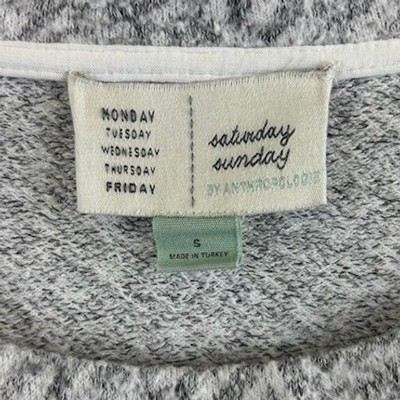 MONDAY
TUESDAY
WEDNESDAY
THURSDAY
FRIDAY
saturday
sunday
BY ANTHROPOLOGIE
S
MADE IN TURKEY